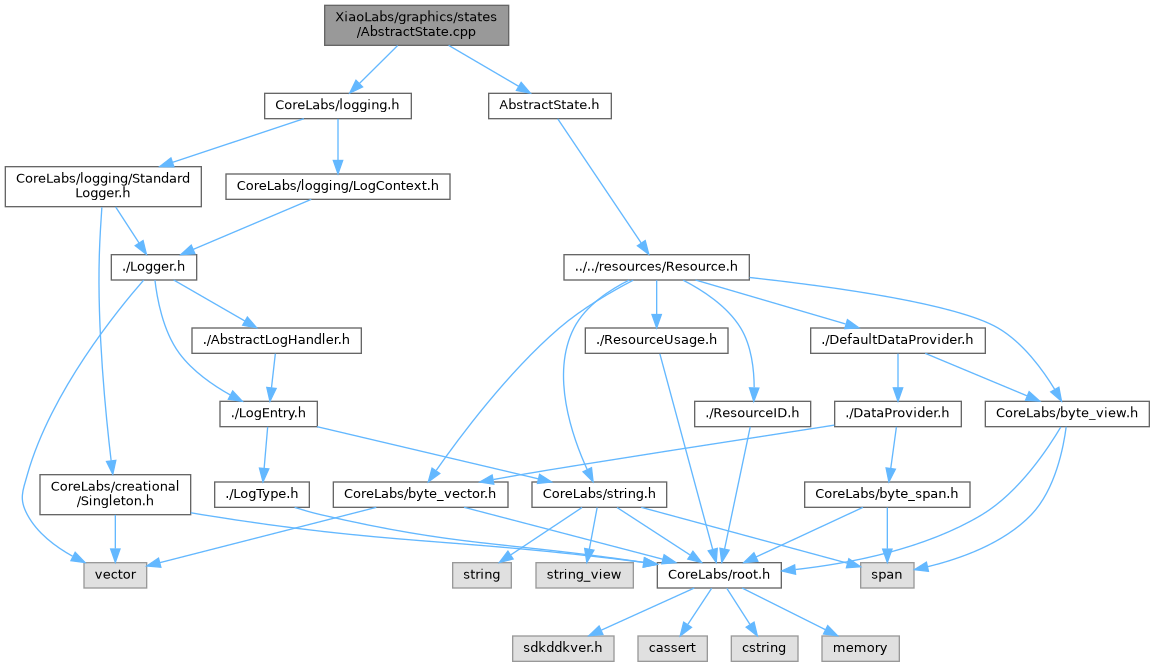 XiaoLabs/graphics/states
/AbstractState.cpp
CoreLabs/logging.h
AbstractState.h
CoreLabs/logging/Standard
Logger.h
CoreLabs/logging/LogContext.h
./Logger.h
../../resources/Resource.h
./AbstractLogHandler.h
./ResourceUsage.h
./DefaultDataProvider.h
./LogEntry.h
./ResourceID.h
./DataProvider.h
CoreLabs/byte_view.h
CoreLabs/creational
/Singleton.h
./LogType.h
CoreLabs/byte_vector.h
CoreLabs/string.h
CoreLabs/byte_span.h
vector
string
string_view
CoreLabs/root.h
span
sdkddkver.h
cassert
cstring
memory